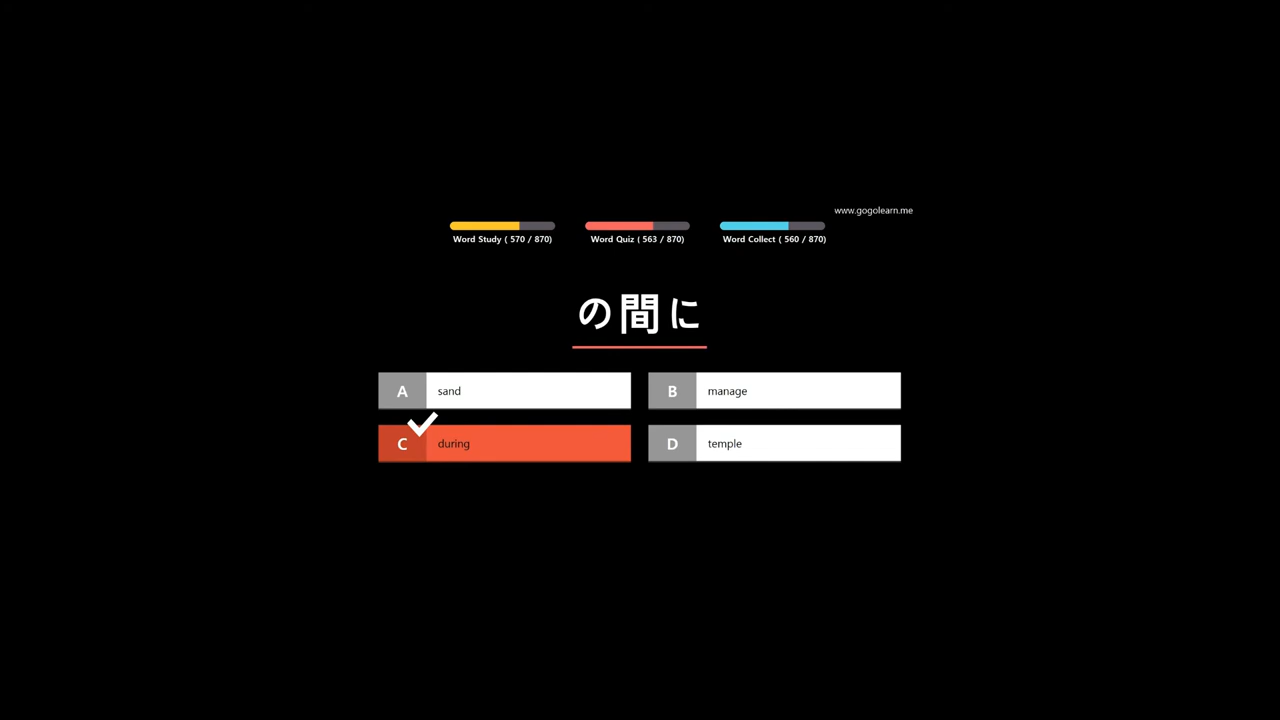 www.gogolearn.me
Word Study ( 570 / 870)
Word Quiz ( 563 / 870)
Word Collect ( 560 / 870)
の間に
A sand
B manage
C during
D temple